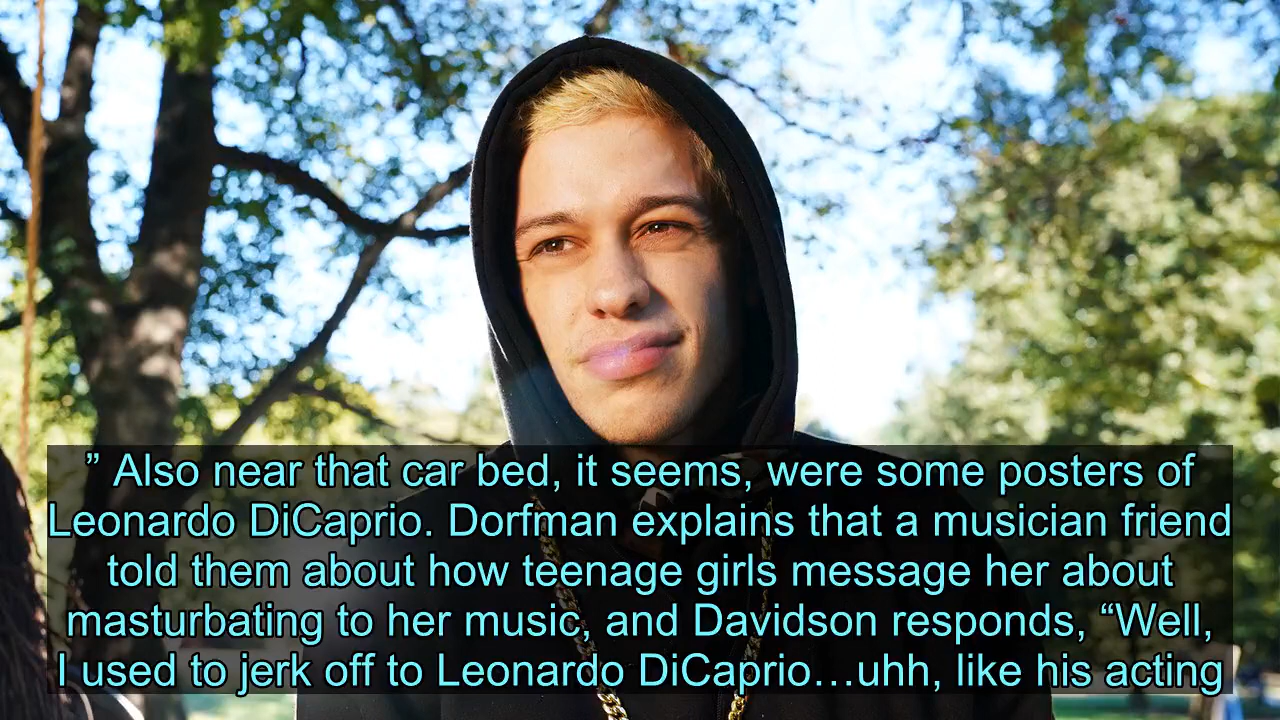 ” Also near that car bed, it seems, were some posters of
Leonardo DiCaprio. Dorfman explains that a musician friend
told them about how teenage girls message her about
masturbating to her music, and Davidson responds, “Well,
I used to jerk off to Leonardo DiCaprio…uhh, like his acting